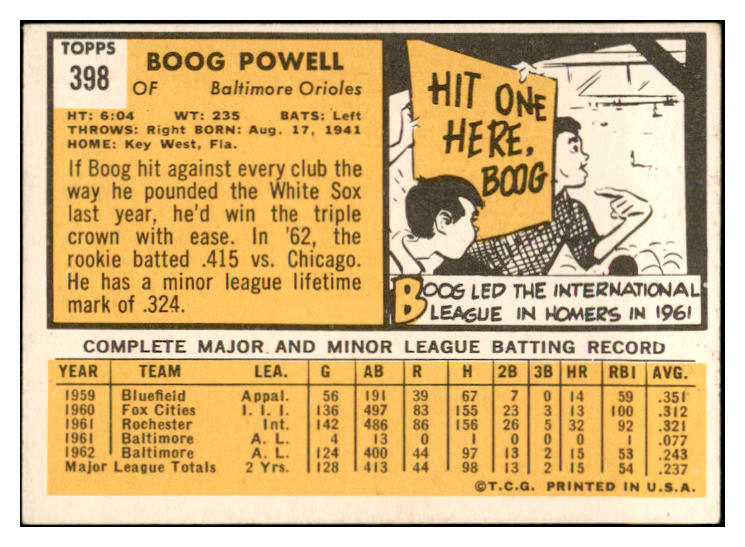 TOPPS
398
BOOG POWELL
OF Baltimore Orioles
HT: 6:04 WT: 235 BATS: Left
THROWS: Right BORN: Aug. 17, 1941
HOME: Key West, Fla.
If Boog hit against every club the
way he pounded the White Sox
last year, he'd win the triple
crown with ease. In '62, the
rookie batted .415 vs. Chicago.
He has a minor league lifetime
mark of .324.
HIT ONE
HERE,
BOOG
BOOG LED THE INTERNATIONAL
LEAGUE IN HOMERS IN 1961
COMPLETE MAJOR AND MINOR LEAGUE BATTING RECORD
YEAR TEAM LEA. G AB R H 2B 3B HR RBI AVG.
1959 Bluefield Appal. 56 191 39 67 7 0 14 59 .351
1960 Fox Cities I. I. I. 136 497 83 155 23 3 13 100 .312
1961 Rochester Int. 142 486 86 156 26 5 32 92 .321
1961 Baltimore A. L. 4 13 0 1 0 0 0 1 .077
1962 Baltimore A. L. 124 400 44 97 13 2 15 53 .243
Major League Totals 2 Yrs. 128 413 44 98 13 2 15 54 .237
©T.C.G. PRINTED IN U.S.A.